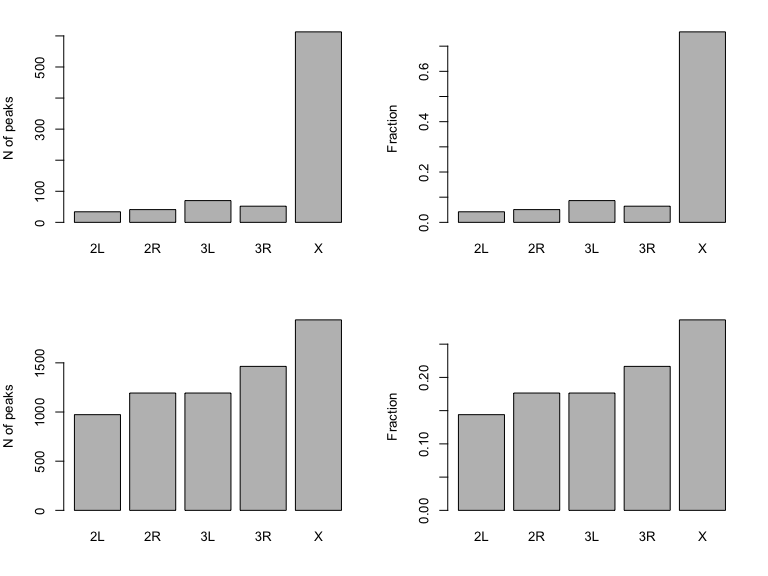 N of peaks
0 100 300 500
2L 2R 3L 3R X
Fraction
0.0 0.2 0.4 0.6
2L 2R 3L 3R X
N of peaks
0 500 1000 1500
2L 2R 3L 3R X
Fraction
0.00 0.10 0.20
2L 2R 3L 3R X